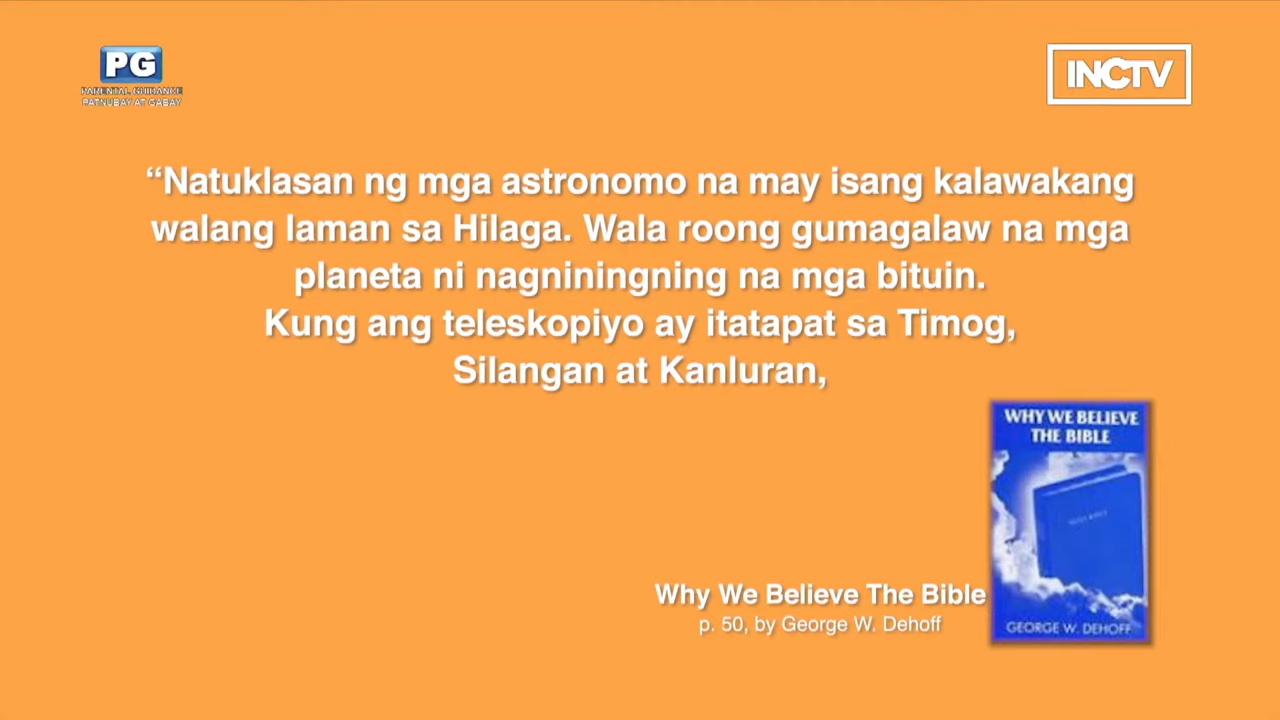 PG
PARENTAL GUIDANCE
PATNUBAY AT GABAY
INCTV
“Natuklasan ng mga astronomo na may isang kalawakang
walang laman sa Hilaga. Wala roong gumagalaw na mga
planeta ni nagniningning na mga bituin.
Kung ang teleskopiyo ay itatapat sa Timog,
Silangan at Kanluran,
WHY WE BELIEVE
THE BIBLE
HOLY BIBLE
GEORGE W. DEHOFF
Why We Believe The Bible
p. 50, by George W. Dehoff